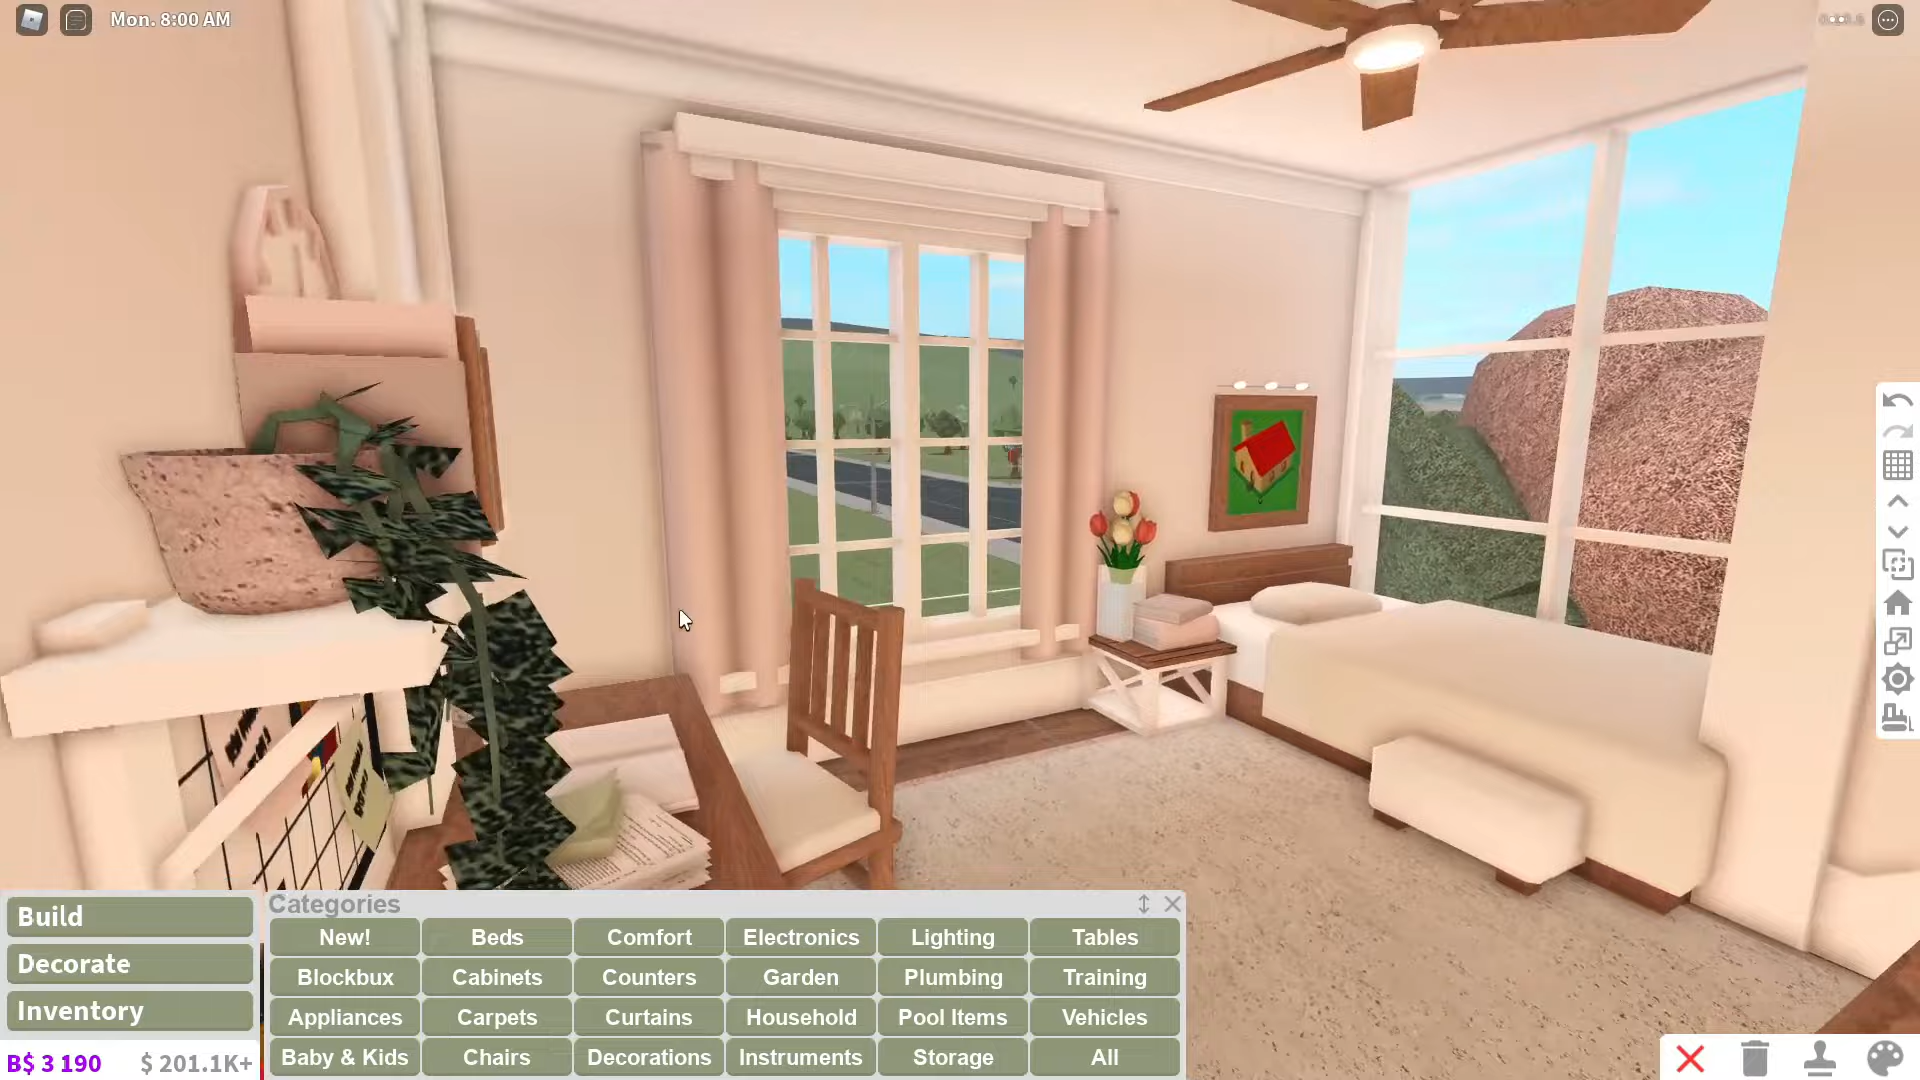 Mon. 8:00 AM
Build
Decorate
Inventory
B$ 3 190
$ 201.1K+
Categories
New! Beds Comfort Electronics Lighting Tables
Blockbux Cabinets Counters Garden Plumbing Training
Appliances Carpets Curtains Household Pool Items Vehicles
Baby & Kids Chairs Decorations Instruments Storage All